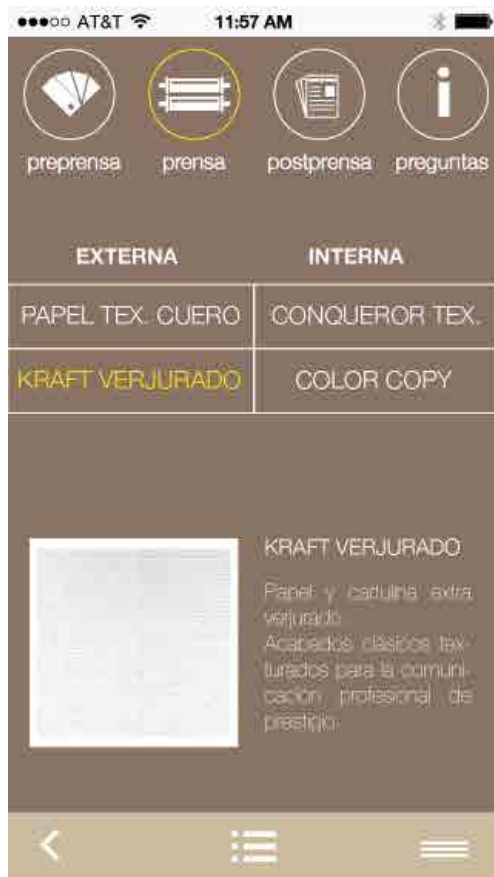 AT&T 11:57 AM
preprensa prensa postprensa preguntas
EXTERNA INTERNA
PAPEL TEX. CUERO CONQUEROR TEX.
KRAFT VERJURADO COLOR COPY
KRAFT VERJURADO
Papel y cartulina extra
verjurado.
Acabados clásicos tex-
turados para la comuni-
cación profesional de
prestigio.